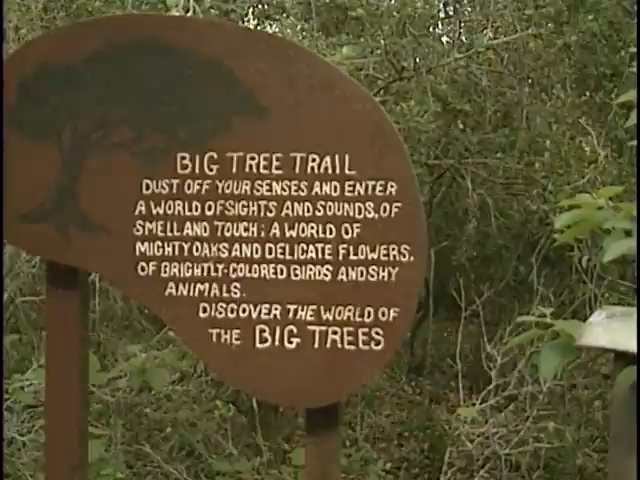 BIG TREE TRAIL
DUST OFF YOUR SENSES AND ENTER
A WORLD OF SIGHTS AND SOUNDS, OF
SMELL AND TOUCH; A WORLD OF
MIGHTY OAKS AND DELICATE FLOWERS.
OF BRIGHTLY-COLORED BIRDS AND SHY
ANIMALS.
DISCOVER THE WORLD OF
THE BIG TREES